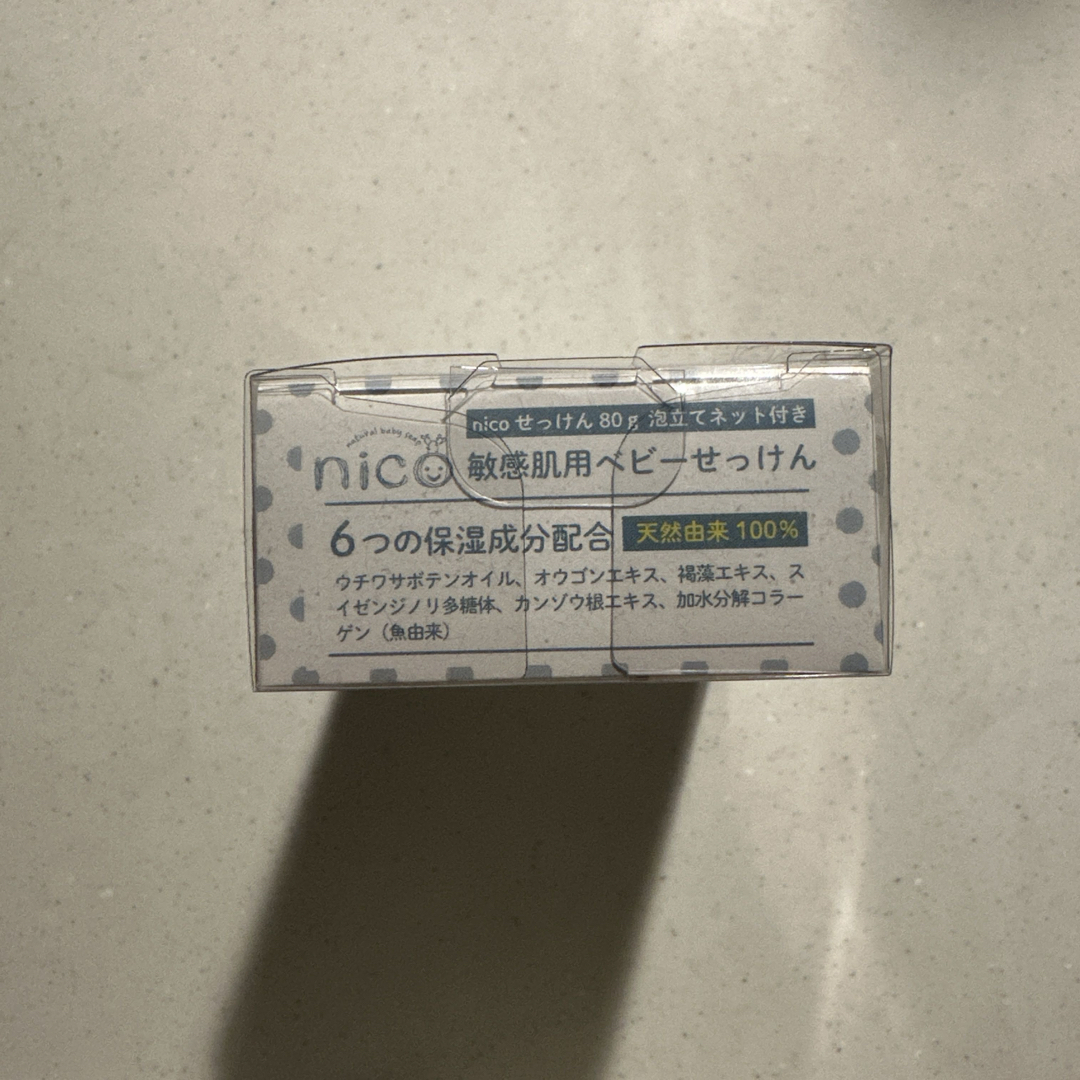 nico せっけん 80g 泡立てネット付き
natural baby soap
nico 敏感肌用ベビーせっけん
6つの保湿成分配合 天然由来 100%
ウチワサボテンオイル、オウゴンエキス、褐藻エキス、ス
イゼンジノリ多糖体、カンゾウ根エキス、加水分解コラー
ゲン（魚由来）